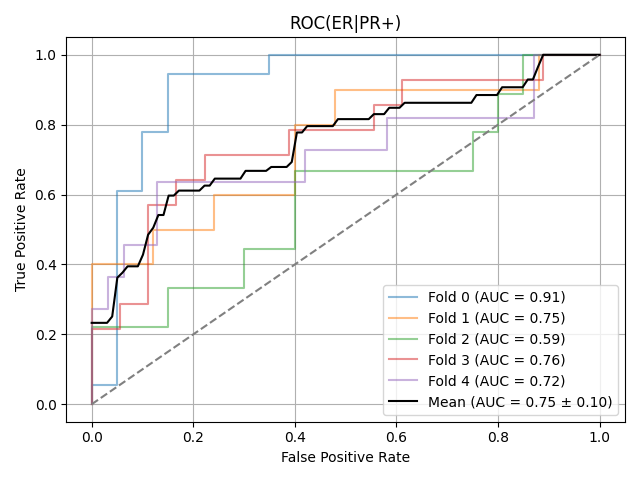 ROC(ER|PR+)
True Positive Rate
1.0
0.8
0.6
0.4
0.2
0.0
Fold 0 (AUC = 0.91)
Fold 1 (AUC = 0.75)
Fold 2 (AUC = 0.59)
Fold 3 (AUC = 0.76)
Fold 4 (AUC = 0.72)
Mean (AUC = 0.75 ± 0.10)
0.0 0.2 0.4 0.6 0.8 1.0
False Positive Rate